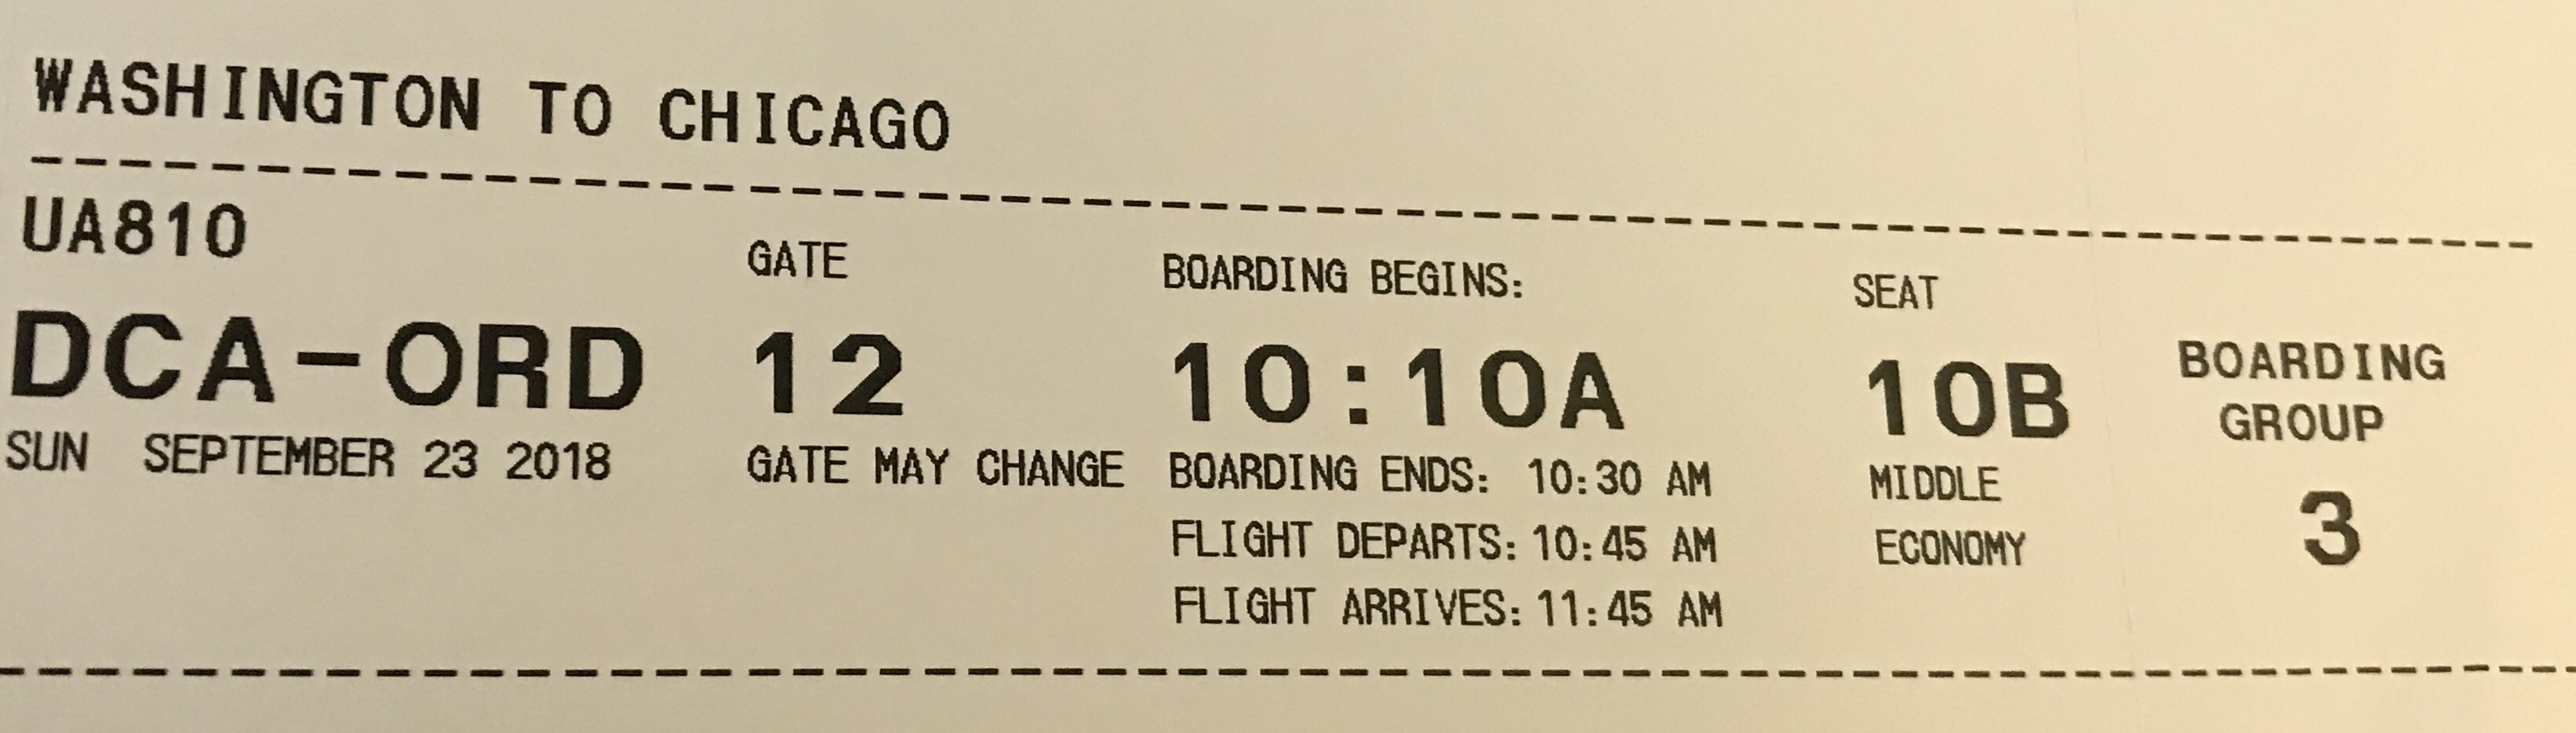 WASHINGTON TO CHICAGO
UA810
DCA-ORD
SUN SEPTEMBER 23 2018
GATE
12
GATE MAY CHANGE
BOARDING BEGINS:
10:10A
BOARDING ENDS: 10:30 AM
FLIGHT DEPARTS: 10:45 AM
FLIGHT ARRIVES: 11:45 AM
SEAT
10B
MIDDLE
ECONOMY
BOARDING
GROUP
3